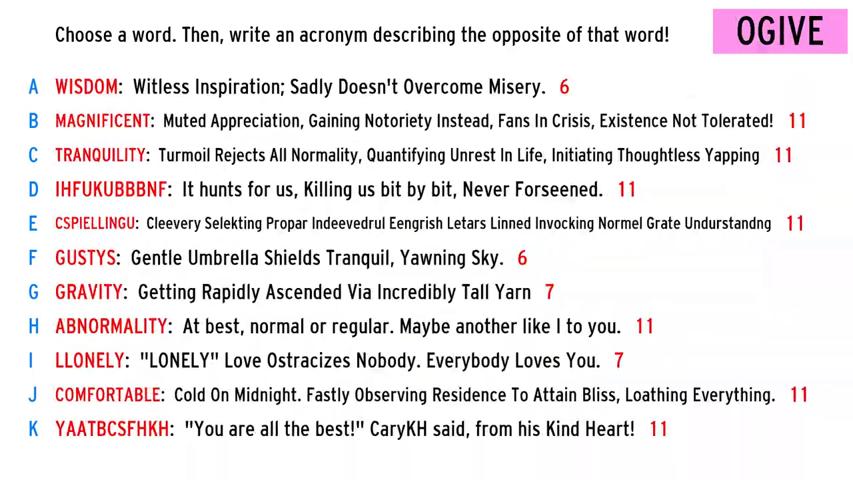 Choose a word. Then, write an acronym describing the opposite of that word!
OGIVE
A WISDOM: Witless Inspiration; Sadly Doesn't Overcome Misery. 6
B MAGNIFICENT: Muted Appreciation, Gaining Notoriety Instead, Fans In Crisis, Existence Not Tolerated! 11
C TRANQUILITY: Turmoil Rejects All Normality, Quantifying Unrest In Life, Initiating Thoughtless Yapping 11
D IHFUKUBBBNF: It hunts for us, Killing us bit by bit, Never Forseened. 11
E CSPIELLINGU: Cleevery Selekting Propar Indeevedrul Eengrish Letars Linned Invocking Normel Grate Undurstandng 11
F GUSTYS: Gentle Umbrella Shields Tranquil, Yawning Sky. 6
G GRAVITY: Getting Rapidly Ascended Via Incredibly Tall Yarn 7
H ABNORMALITY: At best, normal or regular. Maybe another like I to you. 11
I LLONELY: "LONELY" Love Ostracizes Nobody. Everybody Loves You. 7
J COMFORTABLE: Cold On Midnight. Fastly Observing Residence To Attain Bliss, Loathing Everything. 11
K YAATBCSFHKH: "You are all the best!" CaryKH said, from his Kind Heart! 11